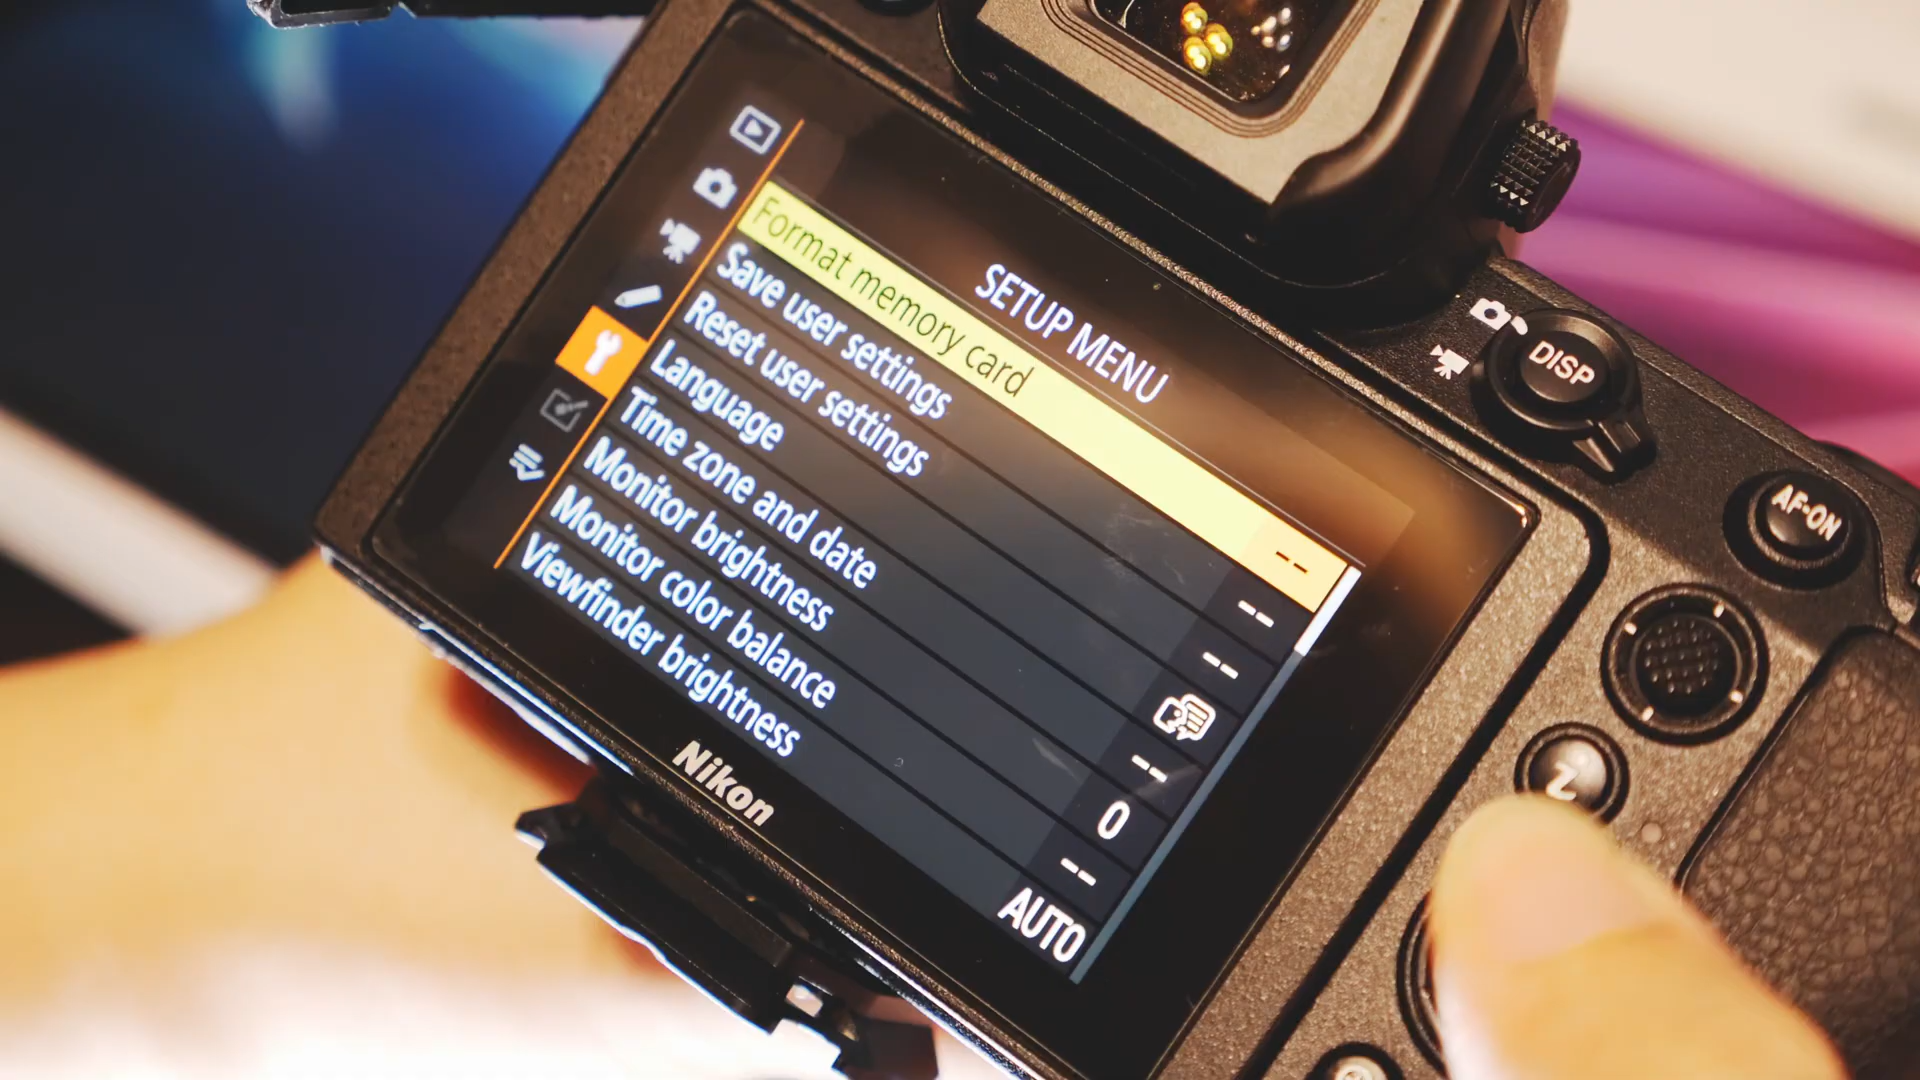 SETUP MENU
Format memory card --
Save user settings --
Reset user settings --
Language
Time zone and date --
Monitor brightness 0
Monitor color balance --
Viewfinder brightness AUTO
Nikon
DISP
AF-ON
i